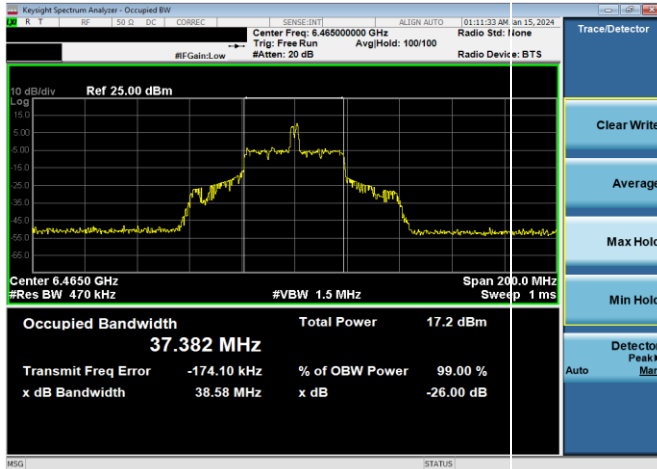 Keysight Spectrum Analyzer - Occupied BW
R T RF 50 Ω DC CORREC SENSE:INT ALIGN AUTO 01:11:33 AM Jan 15, 2024
Center Freq: 6.465000000 GHz Radio Std: None
Trig: Free Run Avg|Hold: 100/100
#IFGain:Low #Atten: 20 dB Radio Device: BTS
Trace/Detector
10 dB/div Ref 25.00 dBm
Log
15.0
5.00
-5.00
-15.0
-25.0
-35.0
-45.0
-55.0
-65.0
Center 6.4650 GHz Span 200.0 MHz
#Res BW 470 kHz #VBW 1.5 MHz Sweep 1 ms
Occupied Bandwidth Total Power 17.2 dBm
37.382 MHz
Transmit Freq Error -174.10 kHz % of OBW Power 99.00 %
x dB Bandwidth 38.58 MHz x dB -26.00 dB
Clear Write
Average
Max Hold
Min Hold
Detector
Peak
Auto Man
MSG STATUS